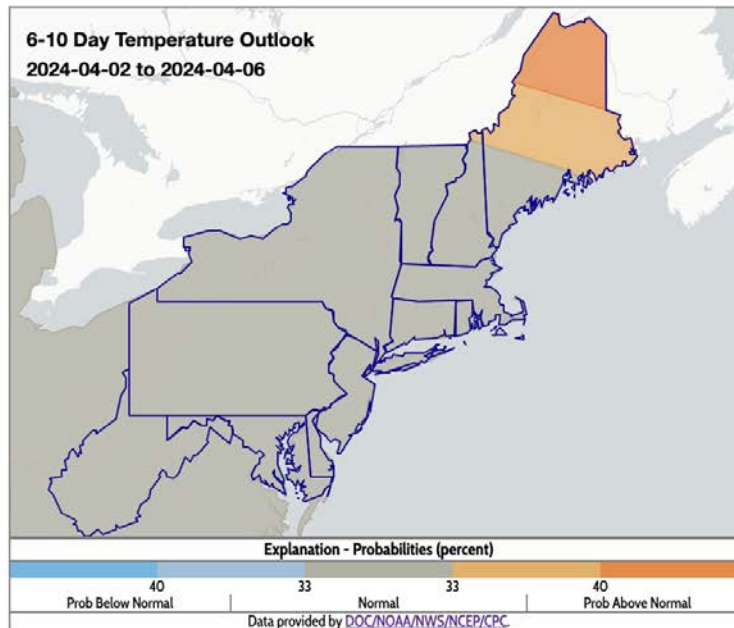 6-10 Day Temperature Outlook
2024-04-02 to 2024-04-06
Explanation - Probabilities (percent)
40 33 33 40
Prob Below Normal Normal Prob Above Normal
Data provided by DOC/NOAA/NWS/NCEP/CPC.